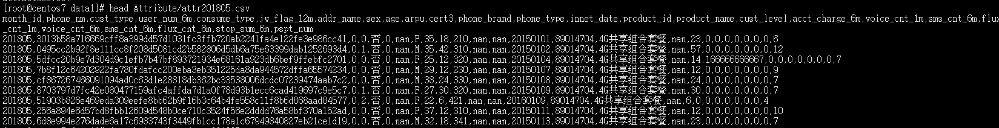 [root@centos7 data1]# head Attribute/attr201805.csv
month_id,phone_nm,cust_type,user_num_6m,consume_type,jw_flag_12m,addr_name,sex,age,arpu,cert3,phone_brand,phone_type,innet_date,product_id,product_name,cust_level,acct_charge_6m,voice_cnt_1m,sms_cnt_6m,flux
_cnt_1m,voice_cnt_6m,sms_cnt_6m,flux_cnt_6m,stop_sum_6m,pspt_num
201805,3013b58a716669cff8a399dd57d1031fc3ffb720ab2241fa4e122fe3e986cc41,0,0,否,0,nan,F,35,18,210,nan,nan,20150101,89014704,4G共享组合套餐,nan,23,0,0,0,0,0,0,0,6
201805,0495cc2b92f8e111cc8f208d5081cd2b582806d5db6a75e63399dab1252693d4,0,1,否,0,nan,M,35,42,310,nan,nan,20150102,89014704,4G共享组合套餐,nan,57,0,0,0,0,0,0,0,12
201805,5dfcc20b9e7d304d9c1efb7b47bf893721934e68161a923db6bef9ffebfc2701,0,0,否,0,nan,F,25,12,320,nan,nan,20150104,89014704,4G共享组合套餐,nan,14.166666666667,0,0,0,0,0,0,0,7
201805,7b8f12c64202922fa780fdafcc200eba3eb351225da8da944572dffa65574234,0,0,否,0,nan,M,29,12,230,nan,nan,20150107,89014704,4G共享组合套餐,nan,12,0,0,0,0,0,0,0,9
201805,cf867267466091094ad0c63d1e28818db362bc33538006dcdc07239474aab7c2,0,0,否,0,nan,M,38,24,330,nan,nan,20150108,89014704,4G共享组合套餐,nan,24,0,0,0,0,0,0,0,7
201805,8703797d7fc42e080477159afc4affda7d1a0f78d93b1ecc6cad419697c9e5c7,0,1,否,0,nan,F,27,30,320,nan,nan,20150109,89014704,4G共享组合套餐,nan,30,0,0,0,0,0,0,0,7
201805,51903b826e469eda309eefe8bb62b9f16b3c64b4fe558c11f8b6d868aad84577,0,2,否,0,nan,F,22,6,421,nan,nan,20160109,89014704,4G共享组合套餐,nan,6,0,0,0,0,0,0,0,4
201805,256a894e6d57bd8fbb12609d548b0ce710c3524f56e2dddd76a58bf370a152ad,0,0,否,0,nan,F,37,12,310,nan,nan,20150111,89014704,4G共享组合套餐,nan,12,0,0,0,0,0,0,0,10
201805,6d8e994e276dade6a17c6983743f3449fb1cc178a1c67949840827eb21ce1d19,0,0,否,0,nan,M,32,18,341,nan,nan,20150113,89014704,4G共享组合套餐,nan,23,0,0,0,0,0,0,0,7